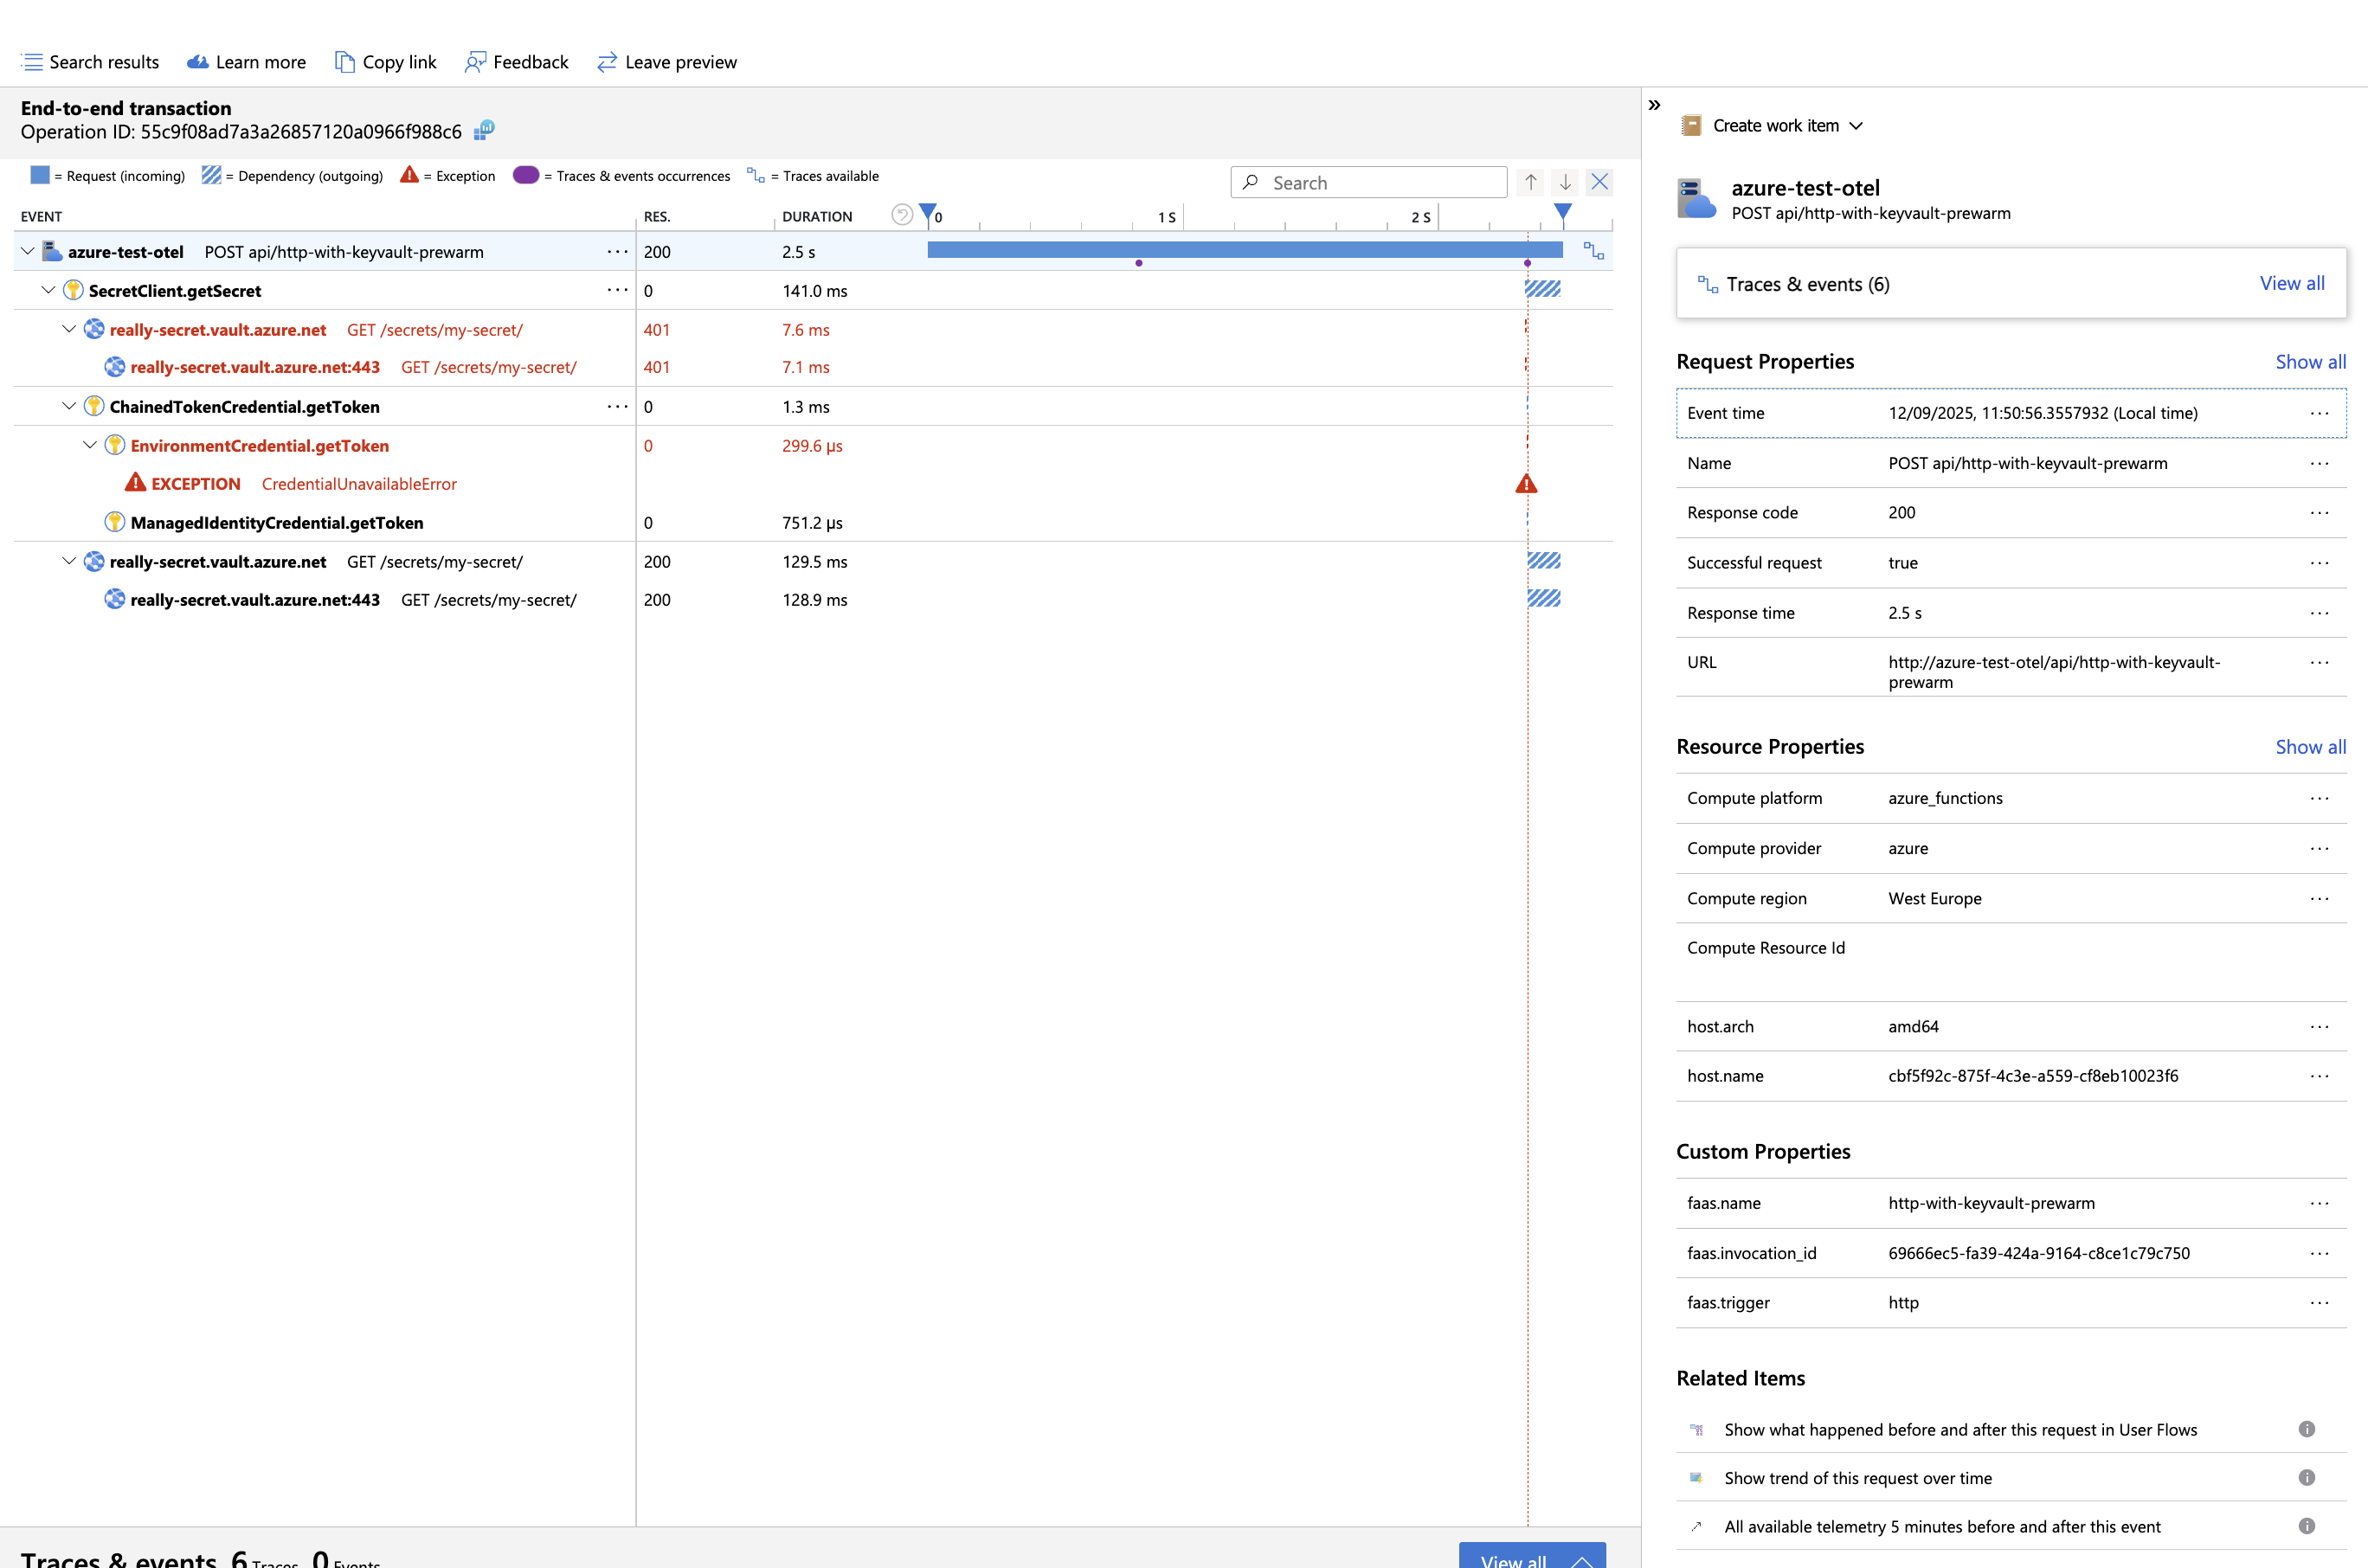 Search results Learn more Copy link Feedback Leave preview
End-to-end transaction
Operation ID: 55c9f08ad7a3a26857120a0966f988c6
= Request (incoming) = Dependency (outgoing) = Exception = Traces & events occurrences = Traces available Search
EVENT RES. DURATION 0 1 S 2 S
azure-test-otel POST api/http-with-keyvault-prewarm ··· 200 2.5 s
SecretClient.getSecret ··· 0 141.0 ms
really-secret.vault.azure.net GET /secrets/my-secret/ 401 7.6 ms
really-secret.vault.azure.net:443 GET /secrets/my-secret/ 401 7.1 ms
ChainedTokenCredential.getToken ··· 0 1.3 ms
EnvironmentCredential.getToken 0 299.6 µs
EXCEPTION CredentialUnavailableError
ManagedIdentityCredential.getToken 0 751.2 µs
really-secret.vault.azure.net GET /secrets/my-secret/ 200 129.5 ms
really-secret.vault.azure.net:443 GET /secrets/my-secret/ 200 128.9 ms
Traces & events 6 Traces 0 Events View all
»
Create work item
azure-test-otel
POST api/http-with-keyvault-prewarm
Traces & events (6) View all
Request Properties Show all
Event time 12/09/2025, 11:50:56.3557932 (Local time) ···
Name POST api/http-with-keyvault-prewarm ···
Response code 200 ···
Successful request true ···
Response time 2.5 s ···
URL http://azure-test-otel/api/http-with-keyvault- ···
prewarm
Resource Properties Show all
Compute platform azure_functions ···
Compute provider azure ···
Compute region West Europe ···
Compute Resource Id
host.arch amd64 ···
host.name cbf5f92c-875f-4c3e-a559-cf8eb10023f6 ···
Custom Properties
faas.name http-with-keyvault-prewarm ···
faas.invocation_id 69666ec5-fa39-424a-9164-c8ce1c79c750 ···
faas.trigger http ···
Related Items
Show what happened before and after this request in User Flows
Show trend of this request over time
All available telemetry 5 minutes before and after this event